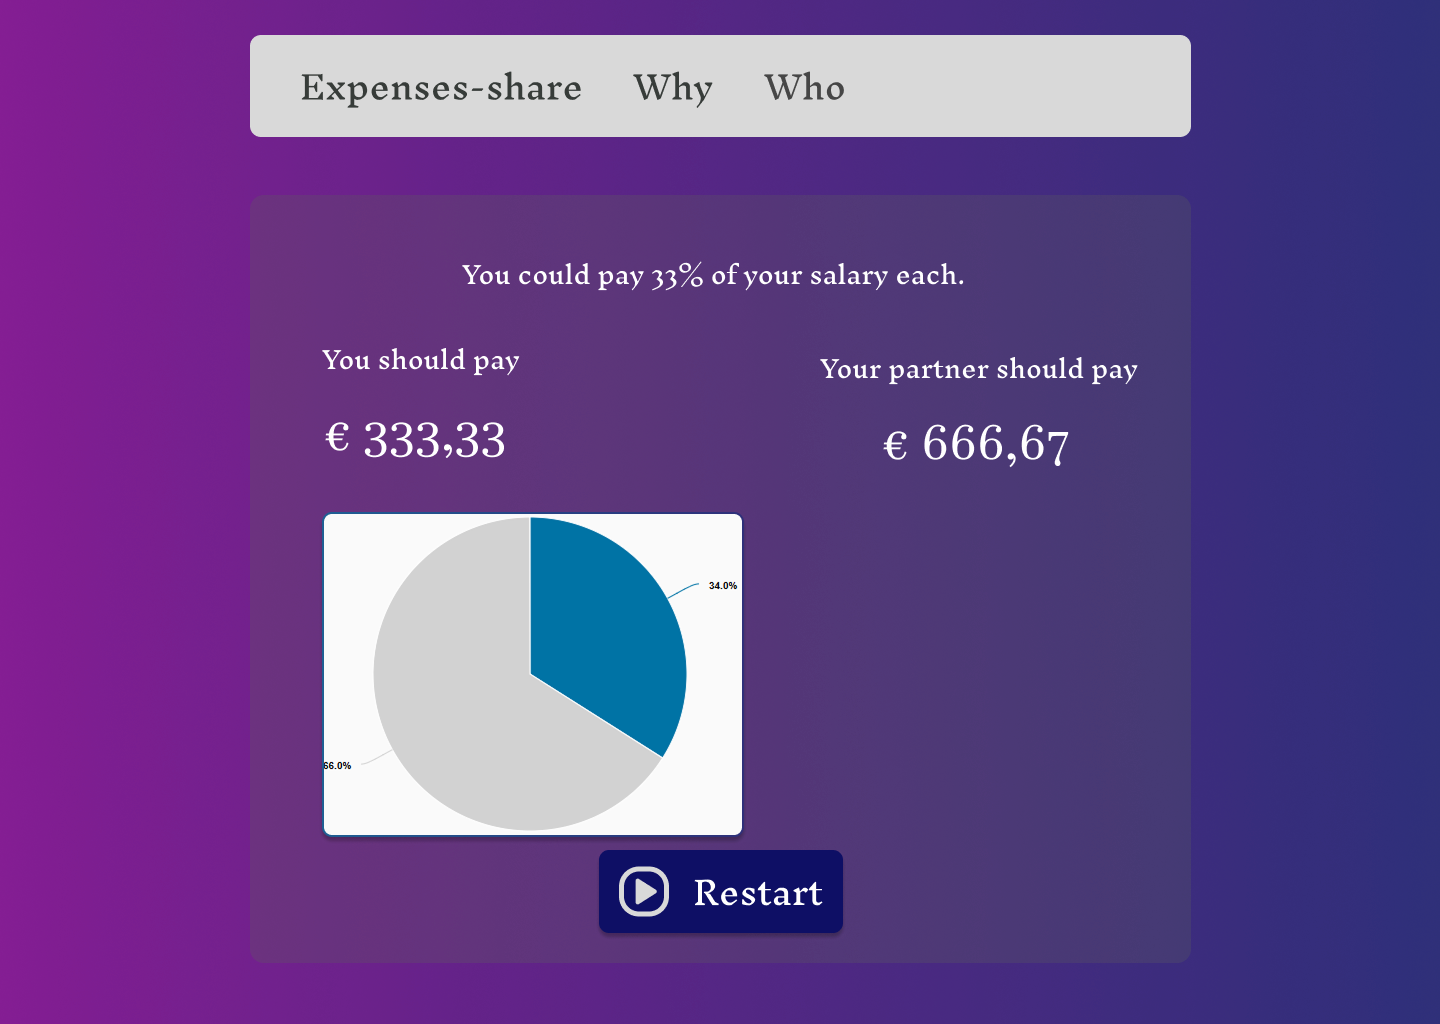 Expenses-share Why Who
You could pay 33% of your salary each.
You should pay
€ 333,33
Your partner should pay
€ 666,67
34.0%
66.0%
Restart